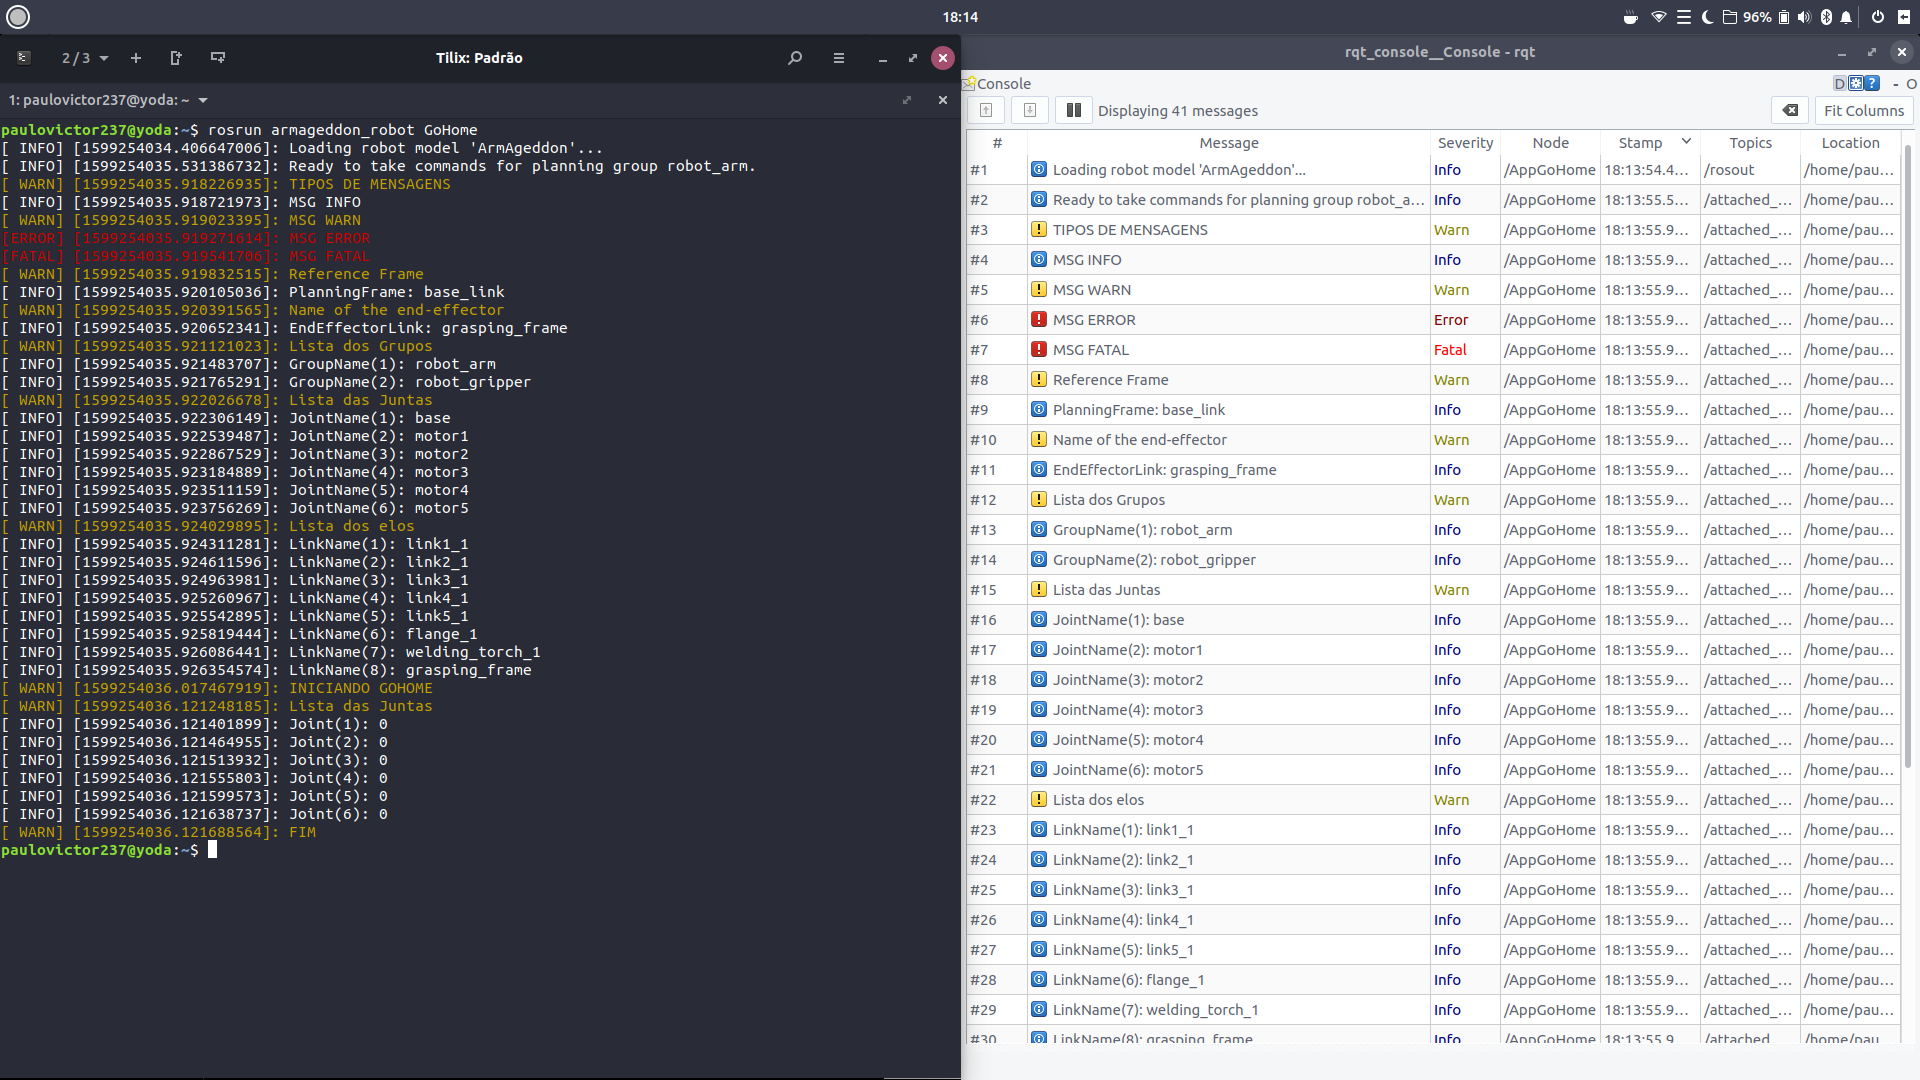 18:14
96%
2 / 3
Tilix: Padrão
1: paulovictor237@yoda: ~
paulovictor237@yoda:~$ rosrun armageddon_robot GoHome
[ INFO] [1599254034.406647006]: Loading robot model 'ArmAgeddon'...
[ INFO] [1599254035.531386732]: Ready to take commands for planning group robot_arm.
[ WARN] [1599254035.918226935]: TIPOS DE MENSAGENS
[ INFO] [1599254035.918721973]: MSG INFO
[ WARN] [1599254035.919023395]: MSG WARN
[ERROR] [1599254035.919271614]: MSG ERROR
[FATAL] [1599254035.919541706]: MSG FATAL
[ WARN] [1599254035.919832515]: Reference Frame
[ INFO] [1599254035.920105036]: PlanningFrame: base_link
[ WARN] [1599254035.920391565]: Name of the end-effector
[ INFO] [1599254035.920652341]: EndEffectorLink: grasping_frame
[ WARN] [1599254035.921121023]: Lista dos Grupos
[ INFO] [1599254035.921483707]: GroupName(1): robot_arm
[ INFO] [1599254035.921765291]: GroupName(2): robot_gripper
[ WARN] [1599254035.922026678]: Lista das Juntas
[ INFO] [1599254035.922306149]: JointName(1): base
[ INFO] [1599254035.922539487]: JointName(2): motor1
[ INFO] [1599254035.922867529]: JointName(3): motor2
[ INFO] [1599254035.923184889]: JointName(4): motor3
[ INFO] [1599254035.923511159]: JointName(5): motor4
[ INFO] [1599254035.923756269]: JointName(6): motor5
[ WARN] [1599254035.924029895]: Lista dos elos
[ INFO] [1599254035.924311281]: LinkName(1): link1_1
[ INFO] [1599254035.924611596]: LinkName(2): link2_1
[ INFO] [1599254035.924963981]: LinkName(3): link3_1
[ INFO] [1599254035.925260967]: LinkName(4): link4_1
[ INFO] [1599254035.925542895]: LinkName(5): link5_1
[ INFO] [1599254035.925819444]: LinkName(6): flange_1
[ INFO] [1599254035.926086441]: LinkName(7): welding_torch_1
[ INFO] [1599254035.926354574]: LinkName(8): grasping_frame
[ WARN] [1599254036.017467919]: INICIANDO GOHOME
[ WARN] [1599254036.121248185]: Lista das Juntas
[ INFO] [1599254036.121401899]: Joint(1): 0
[ INFO] [1599254036.121464955]: Joint(2): 0
[ INFO] [1599254036.121513932]: Joint(3): 0
[ INFO] [1599254036.121555803]: Joint(4): 0
[ INFO] [1599254036.121599573]: Joint(5): 0
[ INFO] [1599254036.121638737]: Joint(6): 0
[ WARN] [1599254036.121688564]: FIM
paulovictor237@yoda:~$
rqt_console__Console - rqt
Console D ? - O
Displaying 41 messages Fit Columns
# Message Severity Node Stamp Topics Location
#1 Loading robot model 'ArmAgeddon'... Info /AppGoHome 18:13:54.4... /rosout /home/pau...
#2 Ready to take commands for planning group robot_a... Info /AppGoHome 18:13:55.5... /attached_... /home/pau...
#3 TIPOS DE MENSAGENS Warn /AppGoHome 18:13:55.9... /attached_... /home/pau...
#4 MSG INFO Info /AppGoHome 18:13:55.9... /attached_... /home/pau...
#5 MSG WARN Warn /AppGoHome 18:13:55.9... /attached_... /home/pau...
#6 MSG ERROR Error /AppGoHome 18:13:55.9... /attached_... /home/pau...
#7 MSG FATAL Fatal /AppGoHome 18:13:55.9... /attached_... /home/pau...
#8 Reference Frame Warn /AppGoHome 18:13:55.9... /attached_... /home/pau...
#9 PlanningFrame: base_link Info /AppGoHome 18:13:55.9... /attached_... /home/pau...
#10 Name of the end-effector Warn /AppGoHome 18:13:55.9... /attached_... /home/pau...
#11 EndEffectorLink: grasping_frame Info /AppGoHome 18:13:55.9... /attached_... /home/pau...
#12 Lista dos Grupos Warn /AppGoHome 18:13:55.9... /attached_... /home/pau...
#13 GroupName(1): robot_arm Info /AppGoHome 18:13:55.9... /attached_... /home/pau...
#14 GroupName(2): robot_gripper Info /AppGoHome 18:13:55.9... /attached_... /home/pau...
#15 Lista das Juntas Warn /AppGoHome 18:13:55.9... /attached_... /home/pau...
#16 JointName(1): base Info /AppGoHome 18:13:55.9... /attached_... /home/pau...
#17 JointName(2): motor1 Info /AppGoHome 18:13:55.9... /attached_... /home/pau...
#18 JointName(3): motor2 Info /AppGoHome 18:13:55.9... /attached_... /home/pau...
#19 JointName(4): motor3 Info /AppGoHome 18:13:55.9... /attached_... /home/pau...
#20 JointName(5): motor4 Info /AppGoHome 18:13:55.9... /attached_... /home/pau...
#21 JointName(6): motor5 Info /AppGoHome 18:13:55.9... /attached_... /home/pau...
#22 Lista dos elos Warn /AppGoHome 18:13:55.9... /attached_... /home/pau...
#23 LinkName(1): link1_1 Info /AppGoHome 18:13:55.9... /attached_... /home/pau...
#24 LinkName(2): link2_1 Info /AppGoHome 18:13:55.9... /attached_... /home/pau...
#25 LinkName(3): link3_1 Info /AppGoHome 18:13:55.9... /attached_... /home/pau...
#26 LinkName(4): link4_1 Info /AppGoHome 18:13:55.9... /attached_... /home/pau...
#27 LinkName(5): link5_1 Info /AppGoHome 18:13:55.9... /attached_... /home/pau...
#28 LinkName(6): flange_1 Info /AppGoHome 18:13:55.9... /attached_... /home/pau...
#29 LinkName(7): welding_torch_1 Info /AppGoHome 18:13:55.9... /attached_... /home/pau...
#30 LinkName(8): grasping_frame Info /AppGoHome 18:13:55.9... /attached_... /home/pau...